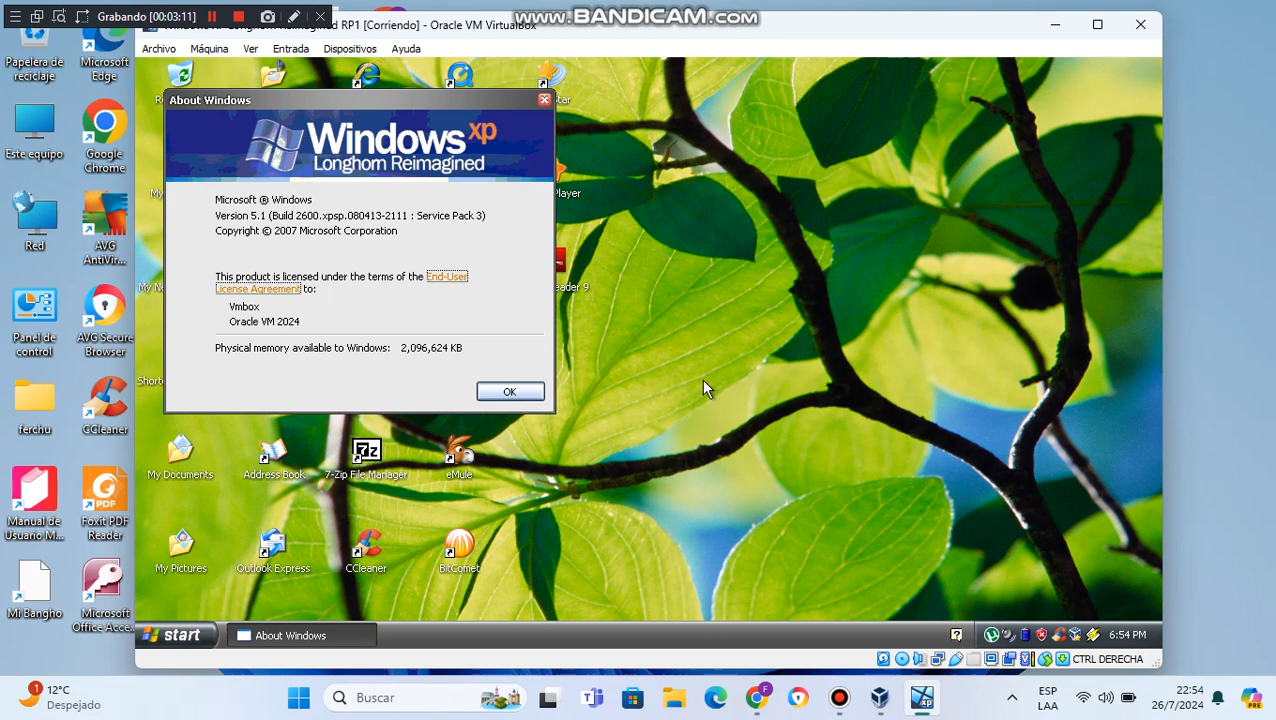 Grabando [00:03:11]
www.BANDICAM.com
RP1 [Corriendo] - Oracle VM VirtualBox
Archivo Máquina Ver Entrada Dispositivos Ayuda
Papelera de
reciclaje
Microsoft
Edge
Este equipo
Google
Chrome
Red
AVG
AntiVir...
Panel de
control
AVG Secure
Browser
ferchu
CCleaner
Manual de
Usuario M...
Foxit PDF
Reader
Mi Bangho
Microsoft
Office Acce...
About Windows
Windows xp
Longhorn Reimagined
Microsoft ® Windows
Version 5.1 (Build 2600.xpsp.080413-2111 : Service Pack 3)
Copyright © 2007 Microsoft Corporation
This product is licensed under the terms of the End-User
License Agreement to:
Vmbox
Oracle VM 2024
Physical memory available to Windows: 2,096,624 KB
OK
Player
My Documents
Address Book
7-Zip File Manager
eMule
My Pictures
Outlook Express
CCleaner
BitComet
start
About Windows
6:54 PM
CTRL DERECHA
1
12°C
Despejado
Buscar
ESP
LAA
22:54
26/7/2024
PRE